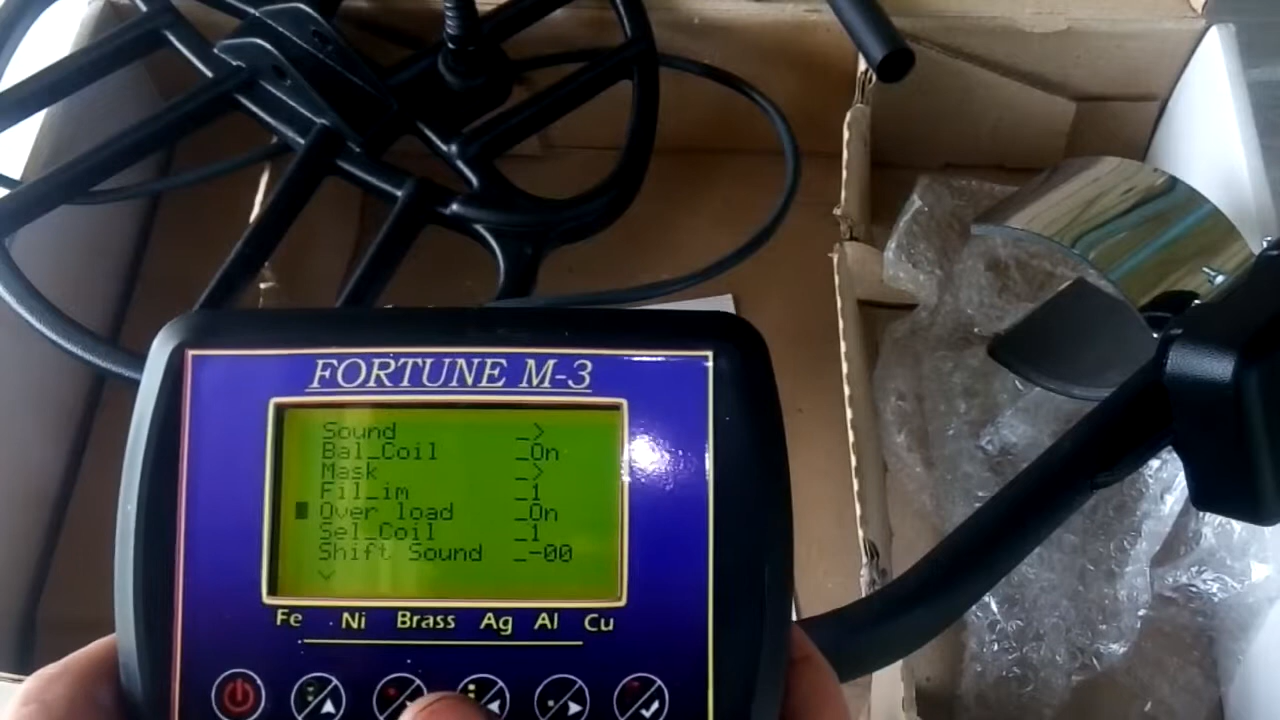 FORTUNE M-3
Sound _>
Bal_Coil _On
Mask _>
Fil_im _1
Over load _On
Sel_Coil _1
Shift Sound _-00
Fe Ni Brass Ag Al Cu